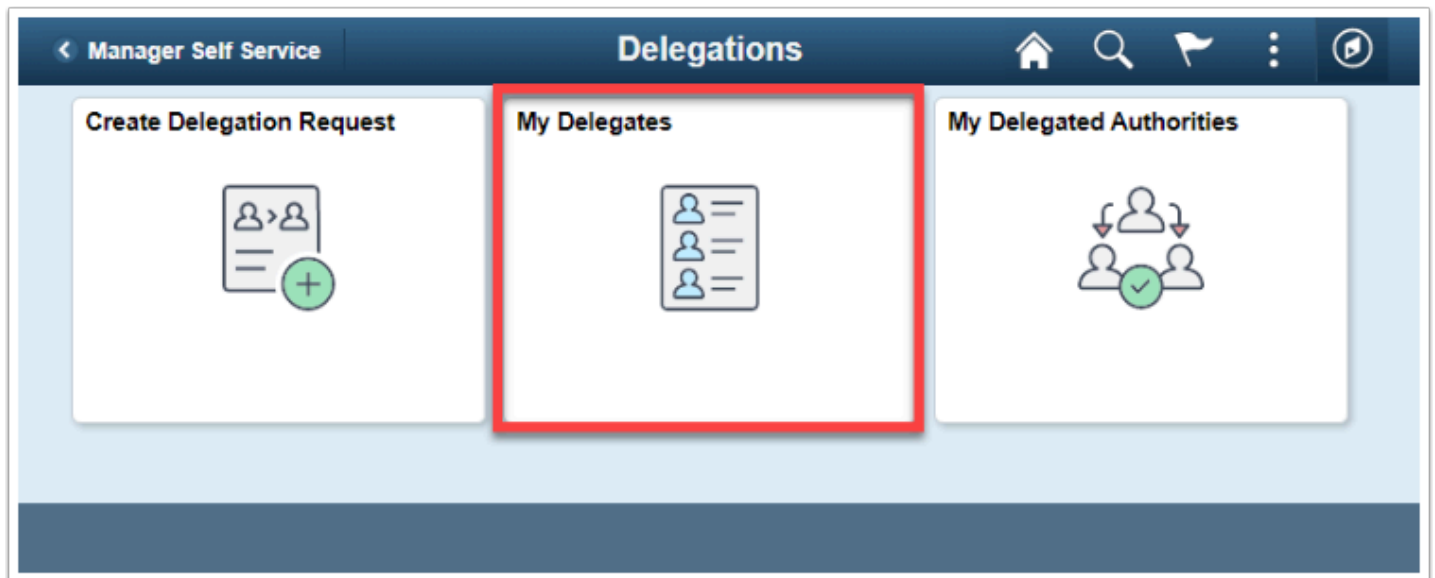 Manager Self Service
Delegations
Create Delegation Request
My Delegates
My Delegated Authorities